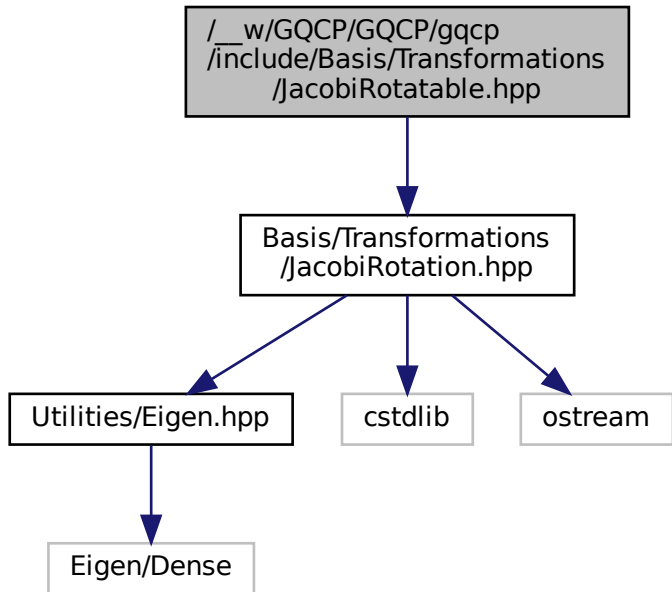 /__w/GQCP/GQCP/gqcp
/include/Basis/Transformations
/JacobiRotatable.hpp
Basis/Transformations
/JacobiRotation.hpp
Utilities/Eigen.hpp
cstdlib
ostream
Eigen/Dense